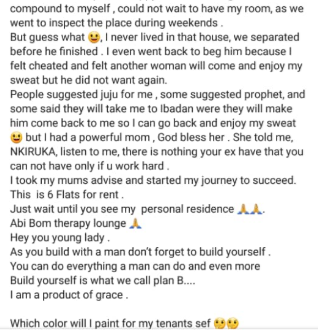 compound to myself , could not wait to have my room, as we
went to inspect the place during weekends .
But guess what 😀, I never lived in that house, we separated
before he finished . I even went back to beg him because I
felt cheated and felt another woman will come and enjoy my
sweat but he did not want again.
People suggested juju for me , some suggested prophet, and
some said they will take me to Ibadan were they will make
him come back to me so I can go back and enjoy my sweat
😀 but I had a powerful mom , God bless her . She told me,
NKIRUKA, listen to me, there is nothing your ex have that you
can not have only if u work hard .
I took my mums advise and started my journey to succeed.
This  is 6 Flats for rent .
Just wait until you see my  personal residence 🙏🙏.
Abi Bom therapy lounge 🙏
Hey you young lady .
As you build with a man don't forget to build yourself .
You can do everything a man can do and even more
Build yourself is what we call plan B....
I am a product of grace .
Which color will I paint for my tenants sef 🤔🤔